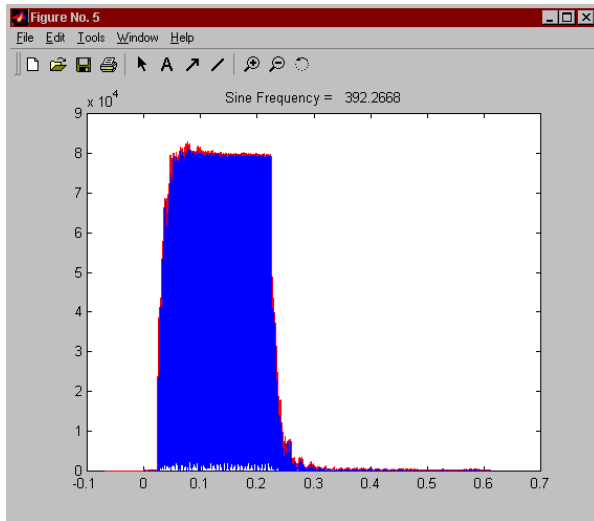 Figure No. 5
File Edit Tools Window Help
A
Sine Frequency = 392.2668
x 10^4
9
8
7
6
5
4
3
2
1
0
-0.1 0 0.1 0.2 0.3 0.4 0.5 0.6 0.7